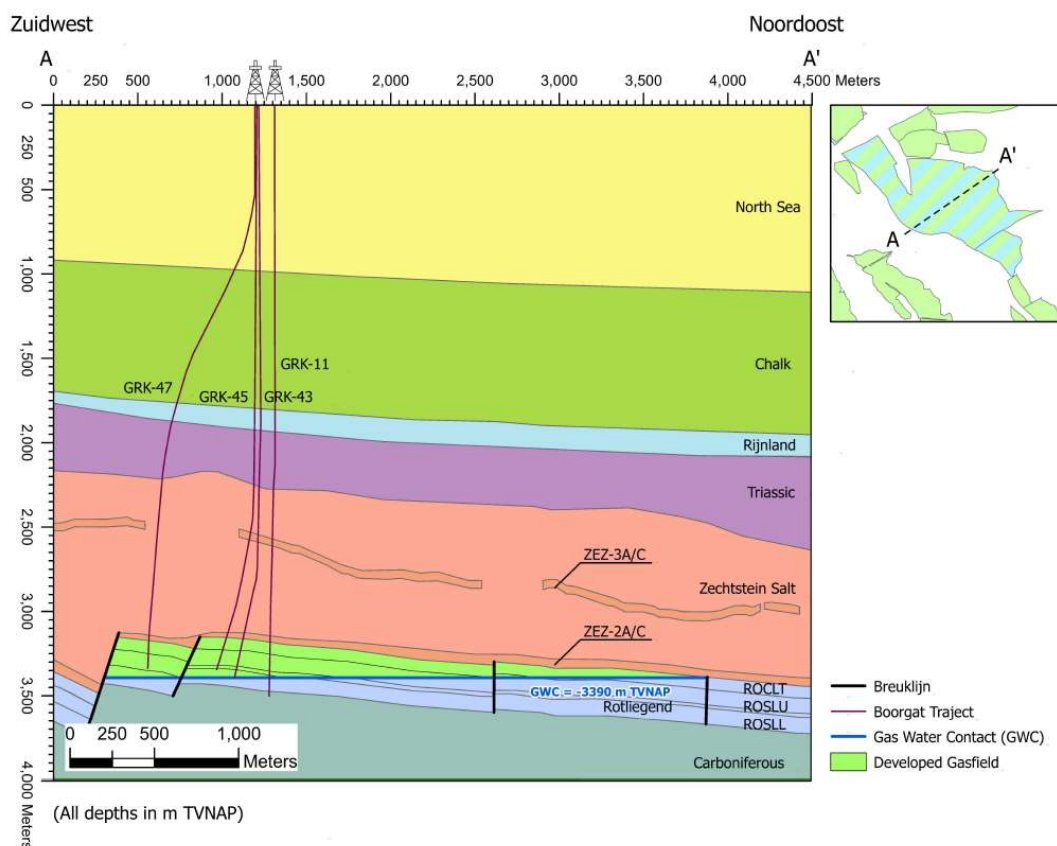 Zuidwest
Noordoost
A
A'
0 250 500 1,000 1,500 2,000 2,500 3,000 3,500 4,000 4,500 Meters
0
250
500
1,000
1,500
2,000
2,500
3,000
3,500
4,000 Meters
North Sea
Chalk
GRK-11
GRK-47
GRK-45
GRK-43
Rijnland
Triassic
ZEZ-3A/C
Zechtstein Salt
ZEZ-2A/C
GWC = -3390 m TVNAP
Rotliegend
ROCLT
ROSLU
ROSLL
Carboniferous
0 250 500 1,000
Meters
(All depths in m TVNAP)
A'
A
Breuklijn
Boorgat Traject
Gas Water Contact (GWC)
Developed Gasfield